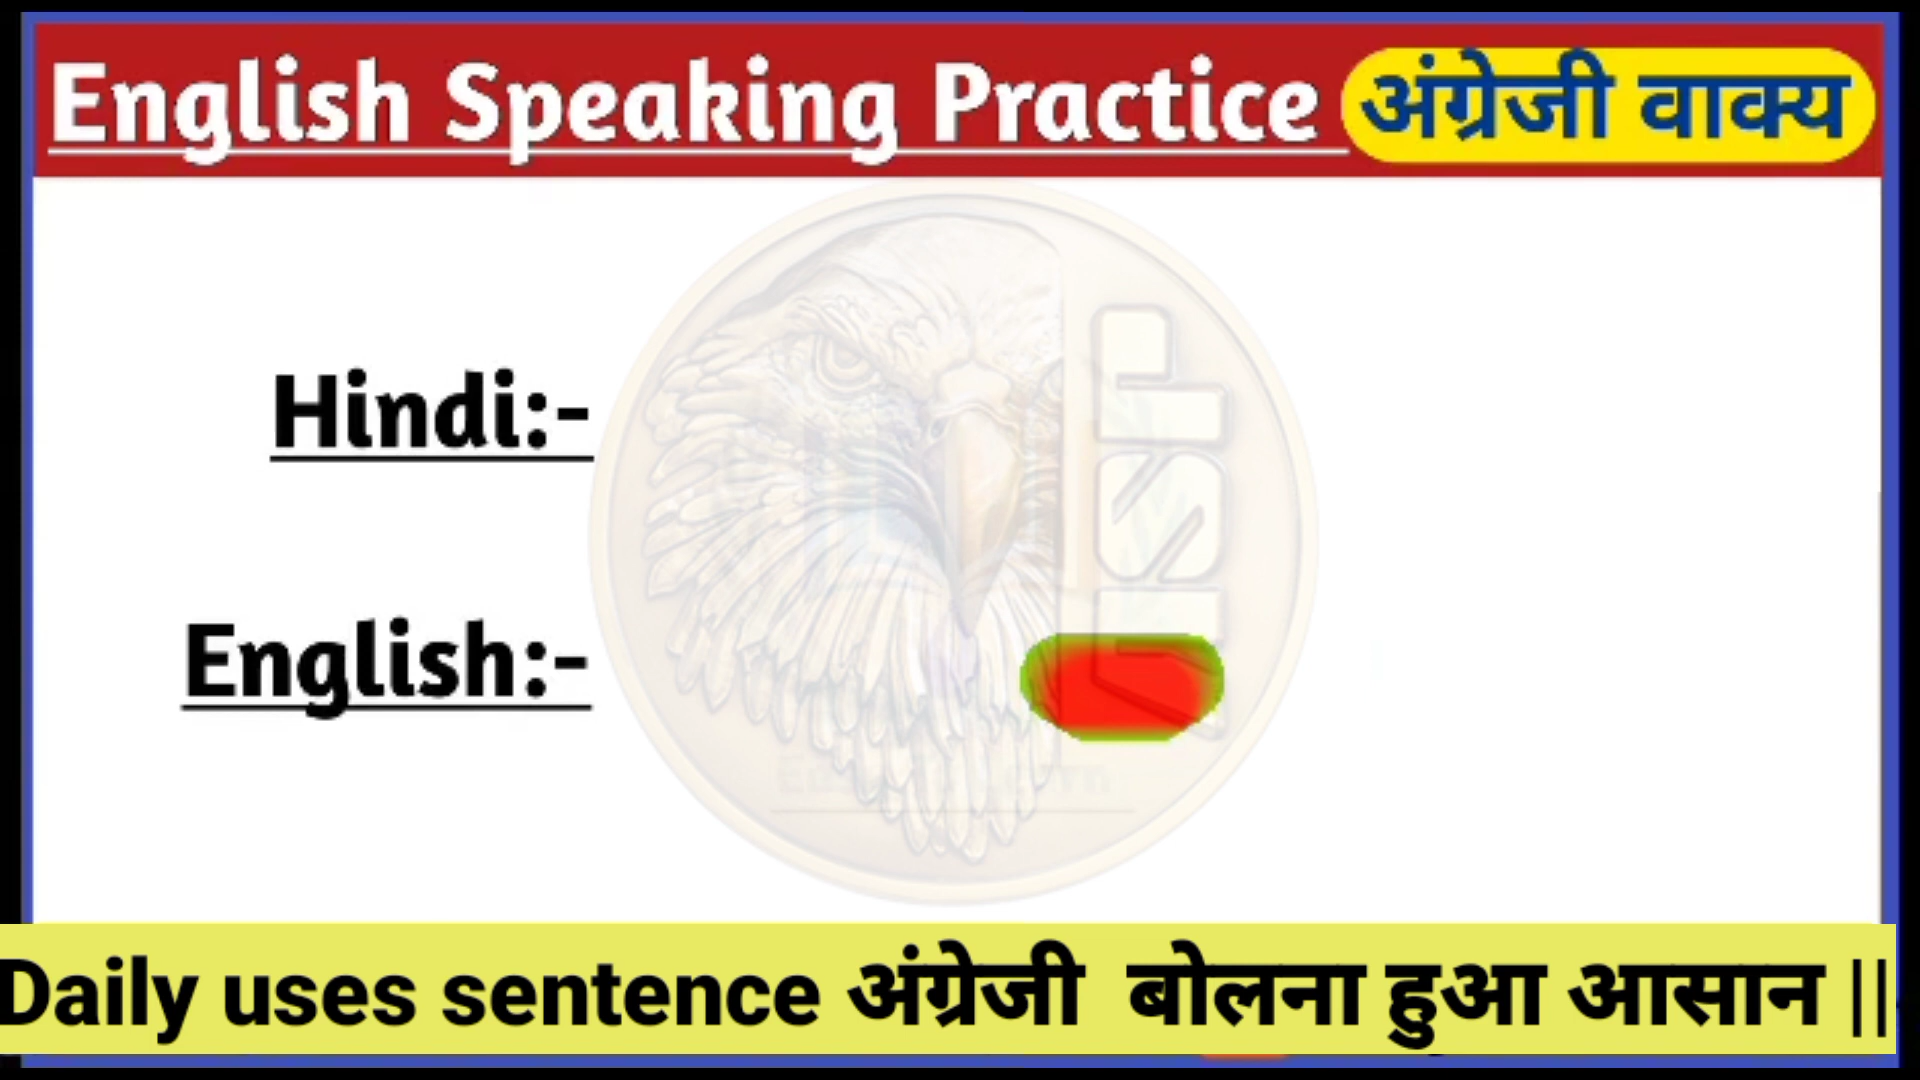 English Speaking Practice अंग्रेजी वाक्य
Hindi:-
English:-
Daily uses sentence अंग्रेजी बोलना हुआ आसान ||